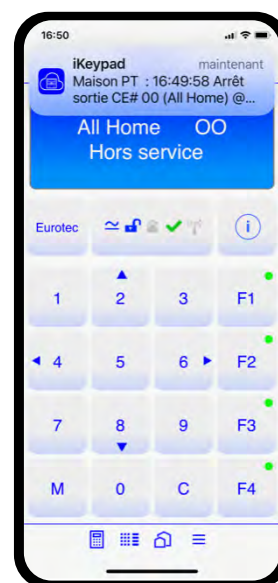 16:50
iKeypad maintenant
Maison PT : 16:49:58 Arrêt
sortie CE# 00 (All Home) @...
All Home OO
Hors service
Eurotec
i
1 2 3 F1
4 5 6 F2
7 8 9 F3
M 0 C F4